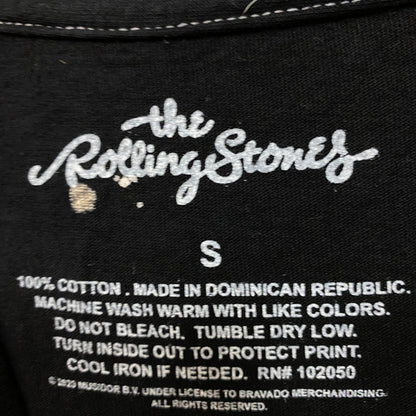 the
Rolling Stones
S
100% COTTON . MADE IN DOMINICAN REPUBLIC.
MACHINE WASH WARM WITH LIKE COLORS.
DO NOT BLEACH. TUMBLE DRY LOW.
TURN INSIDE OUT TO PROTECT PRINT.
COOL IRON IF NEEDED. RN# 102050
© 2023 MUSIDOR B.V. UNDER LICENSE TO BRAVADO MERCHANDISING.
ALL RIGHTS RESERVED.